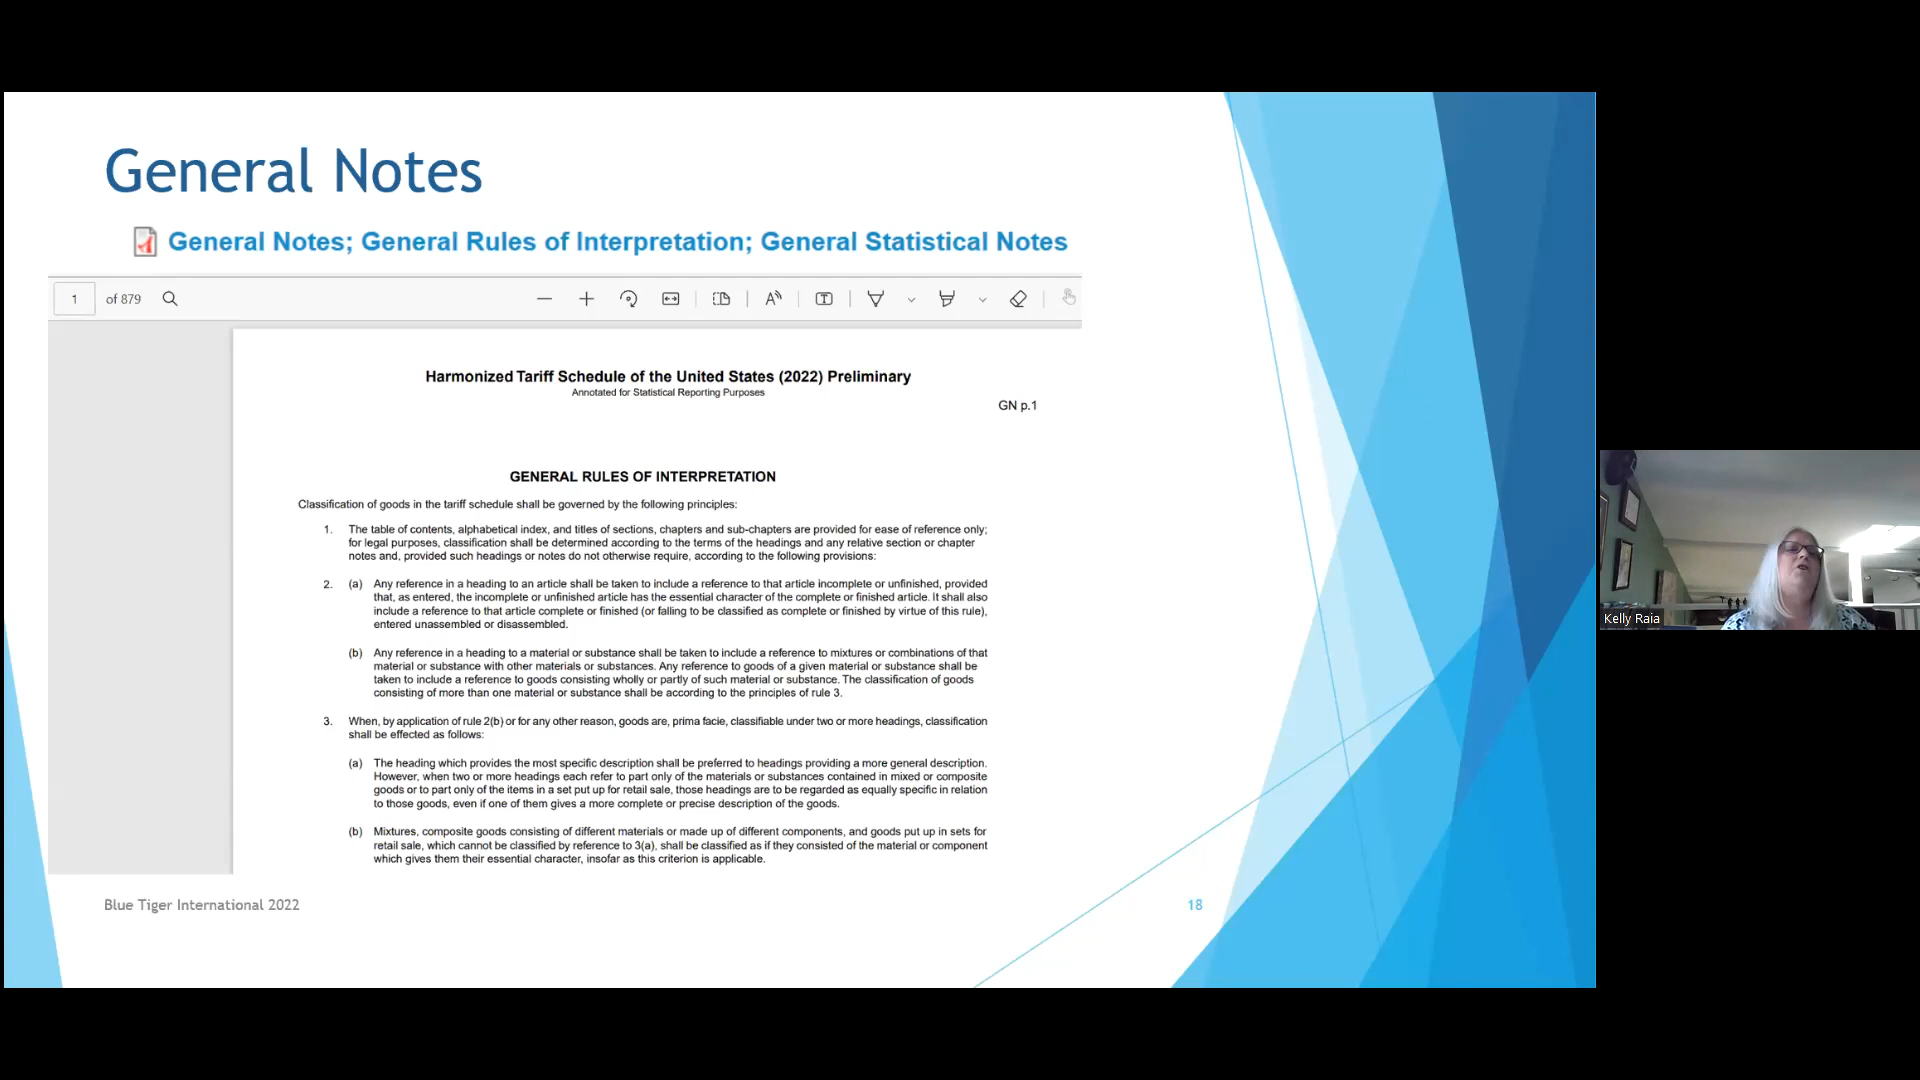 General Notes
General Notes; General Rules of Interpretation; General Statistical Notes
1 of 879
Harmonized Tariff Schedule of the United States (2022) Preliminary
Annotated for Statistical Reporting Purposes
GN p.1
GENERAL RULES OF INTERPRETATION
Classification of goods in the tariff schedule shall be governed by the following principles:
1. The table of contents, alphabetical index, and titles of sections, chapters and sub-chapters are provided for ease of reference only;
for legal purposes, classification shall be determined according to the terms of the headings and any relative section or chapter
notes and, provided such headings or notes do not otherwise require, according to the following provisions:
2. (a) Any reference in a heading to an article shall be taken to include a reference to that article incomplete or unfinished, provided
that, as entered, the incomplete or unfinished article has the essential character of the complete or finished article. It shall also
include a reference to that article complete or finished (or falling to be classified as complete or finished by virtue of this rule),
entered unassembled or disassembled.
(b) Any reference in a heading to a material or substance shall be taken to include a reference to mixtures or combinations of that
material or substance with other materials or substances. Any reference to goods of a given material or substance shall be
taken to include a reference to goods consisting wholly or partly of such material or substance. The classification of goods
consisting of more than one material or substance shall be according to the principles of rule 3.
3. When, by application of rule 2(b) or for any other reason, goods are, prima facie, classifiable under two or more headings, classification
shall be effected as follows:
(a) The heading which provides the most specific description shall be preferred to headings providing a more general description.
However, when two or more headings each refer to part only of the materials or substances contained in mixed or composite
goods or to part only of the items in a set put up for retail sale, those headings are to be regarded as equally specific in relation
to those goods, even if one of them gives a more complete or precise description of the goods.
(b) Mixtures, composite goods consisting of different materials or made up of different components, and goods put up in sets for
retail sale, which cannot be classified by reference to 3(a), shall be classified as if they consisted of the material or component
which gives them their essential character, insofar as this criterion is applicable.
Blue Tiger International 2022
18
Kelly Raia